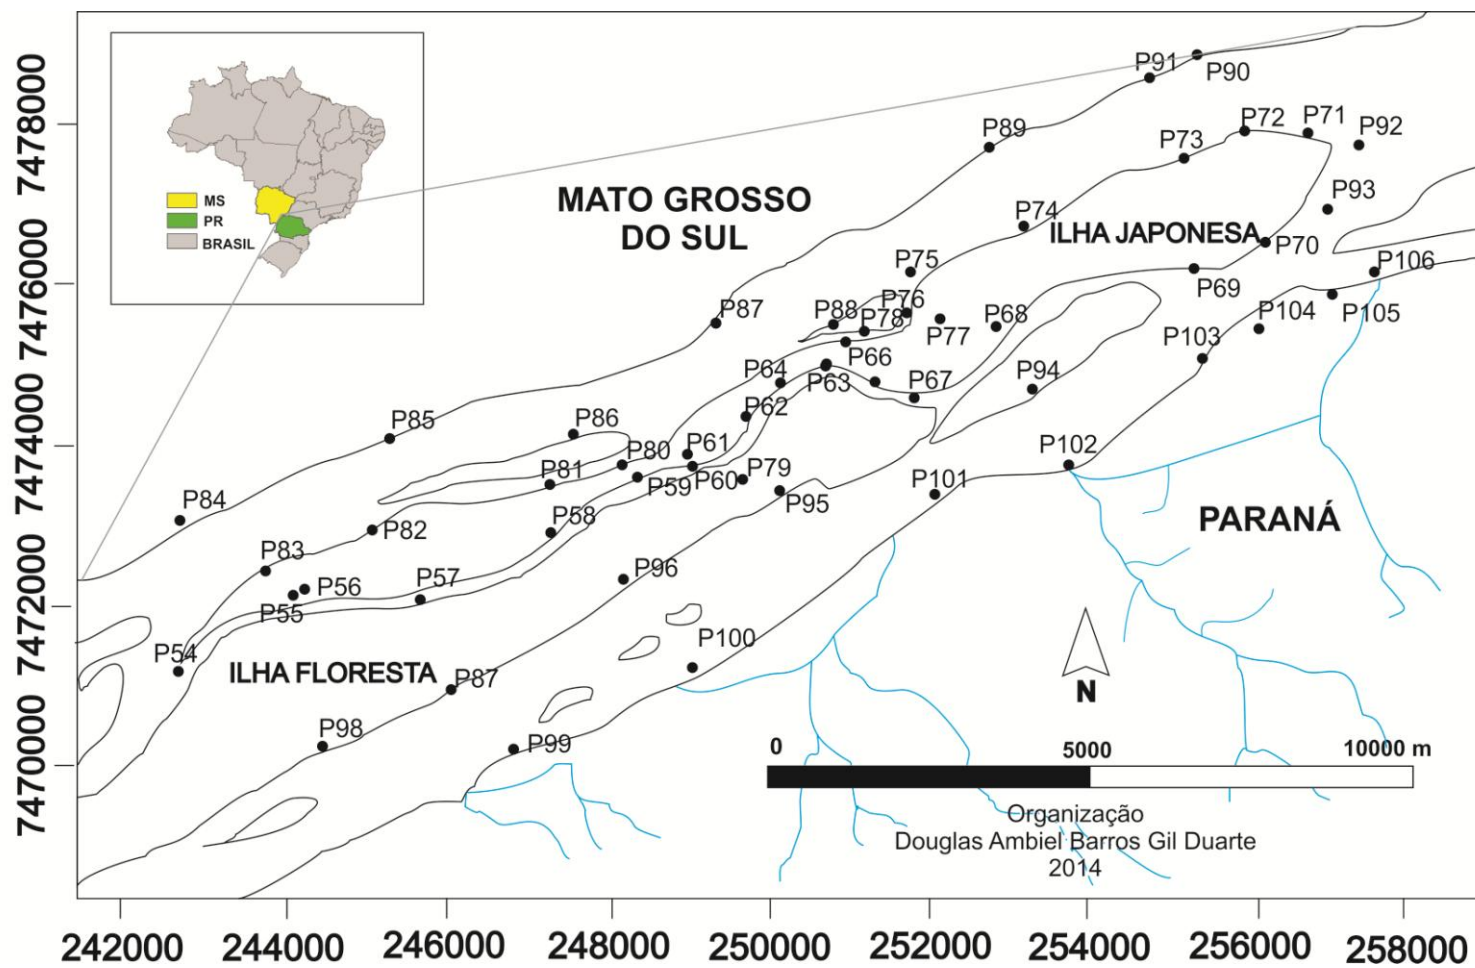 MS
PR
BRASIL
MATO GROSSO
DO SUL
ILHA JAPONESA
PARANÁ
ILHA FLORESTA
P91
P90
P89
P72
P71
P92
P73
P93
P74
P70
P75
P106
P69
P76
P87
P88
P78
P77
P68
P104
P105
P103
P66
P64
P63
P67
P94
P62
P86
P85
P61
P80
P102
P81
P60
P79
P59
P101
P95
P84
P82
P58
P83
P96
P57
P56
P55
P100
P54
P87
P98
P99
N
0
5000
10000 m
Organização
Douglas Ambiel Barros Gil Duarte
2014
7478000
7476000
7474000
7472000
7470000
242000
244000
246000
248000
250000
252000
254000
256000
258000